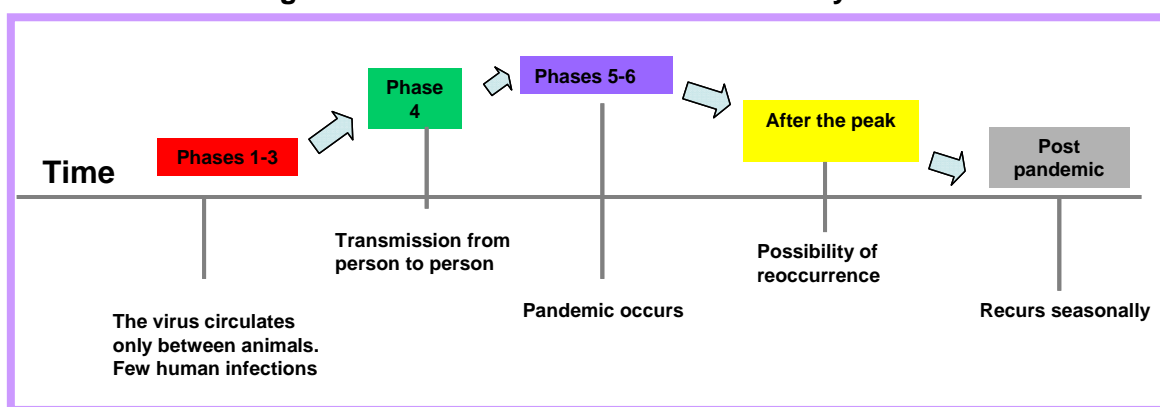 Time
Phases 1-3
Phase
4
Phases 5-6
After the peak
Post
pandemic
The virus circulates
only between animals.
Few human infections
Transmission from
person to person
Pandemic occurs
Possibility of
reoccurrence
Recurs seasonally